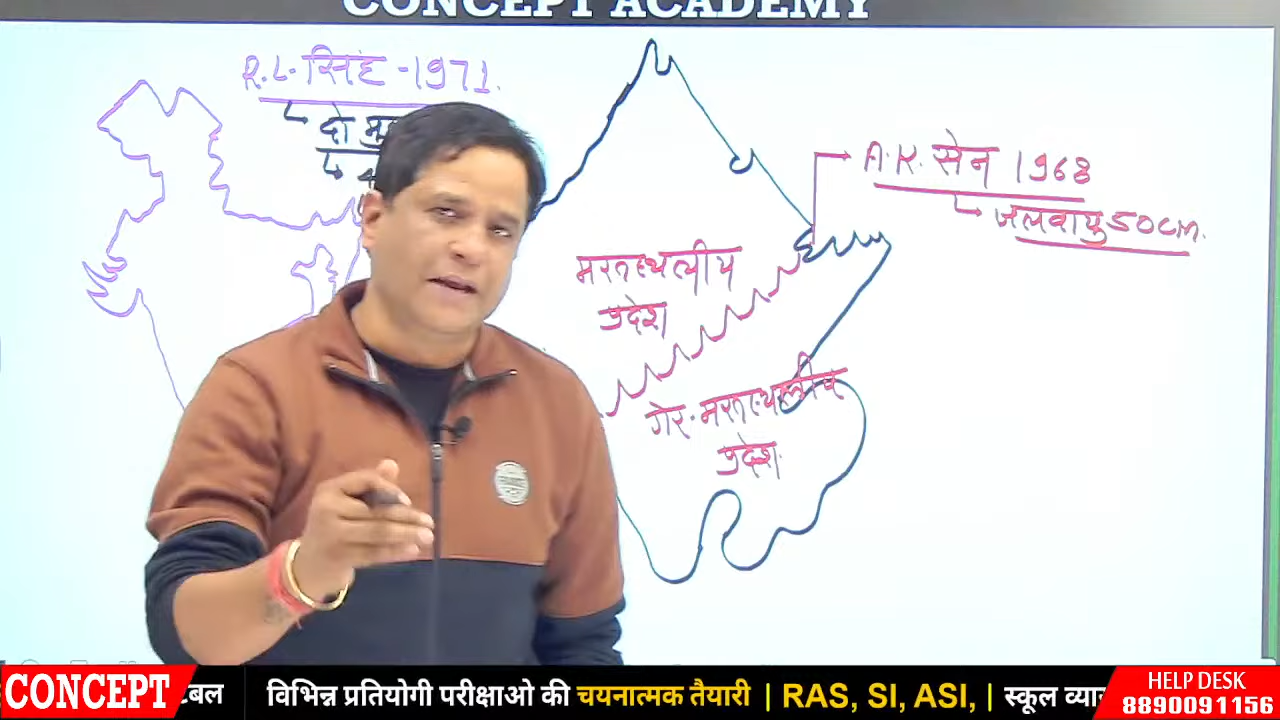 CONCEPT ACADEMY
R.L. सिंह - 1971.
दो
A.K. सेन 1968
जलवायु 50cm.
मरूस्थलीय
प्रदेश
गैर-मरूस्थलीय
प्रदेश
CONCEPT
विभिन्न प्रतियोगी परीक्षाओ की चयनात्मक तैयारी | RAS, SI, ASI, | स्कूल
HELP DESK
8890091156